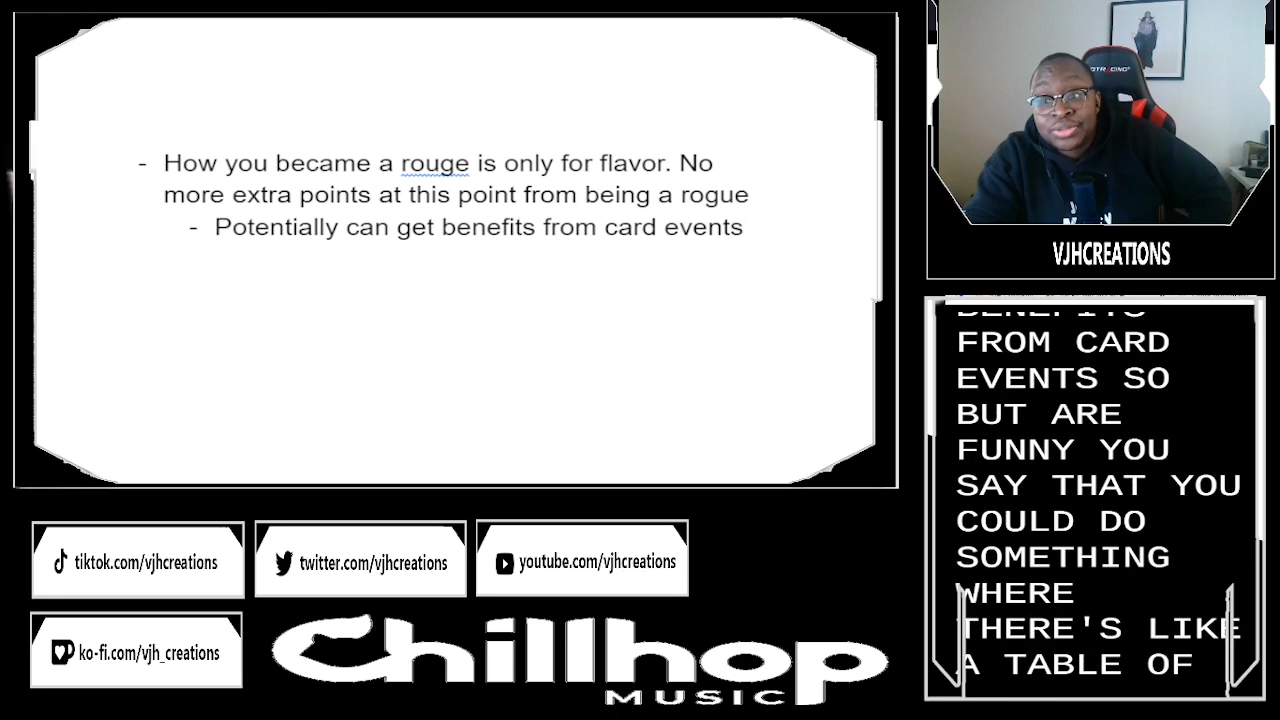 - How you became a rouge is only for flavor. No
more extra points at this point from being a rogue
- Potentially can get benefits from card events
GTRACING
VJHCREATIONS
BENEFITS
FROM CARD
EVENTS SO
BUT ARE
FUNNY YOU
SAY THAT YOU
COULD DO
SOMETHING
WHERE
THERE'S LIKE
A TABLE OF
tiktok.com/vjhcreations
twitter.com/vjhcreations
youtube.com/vjhcreations
ko-fi.com/vjh_creations
Chillhop
MUSIC